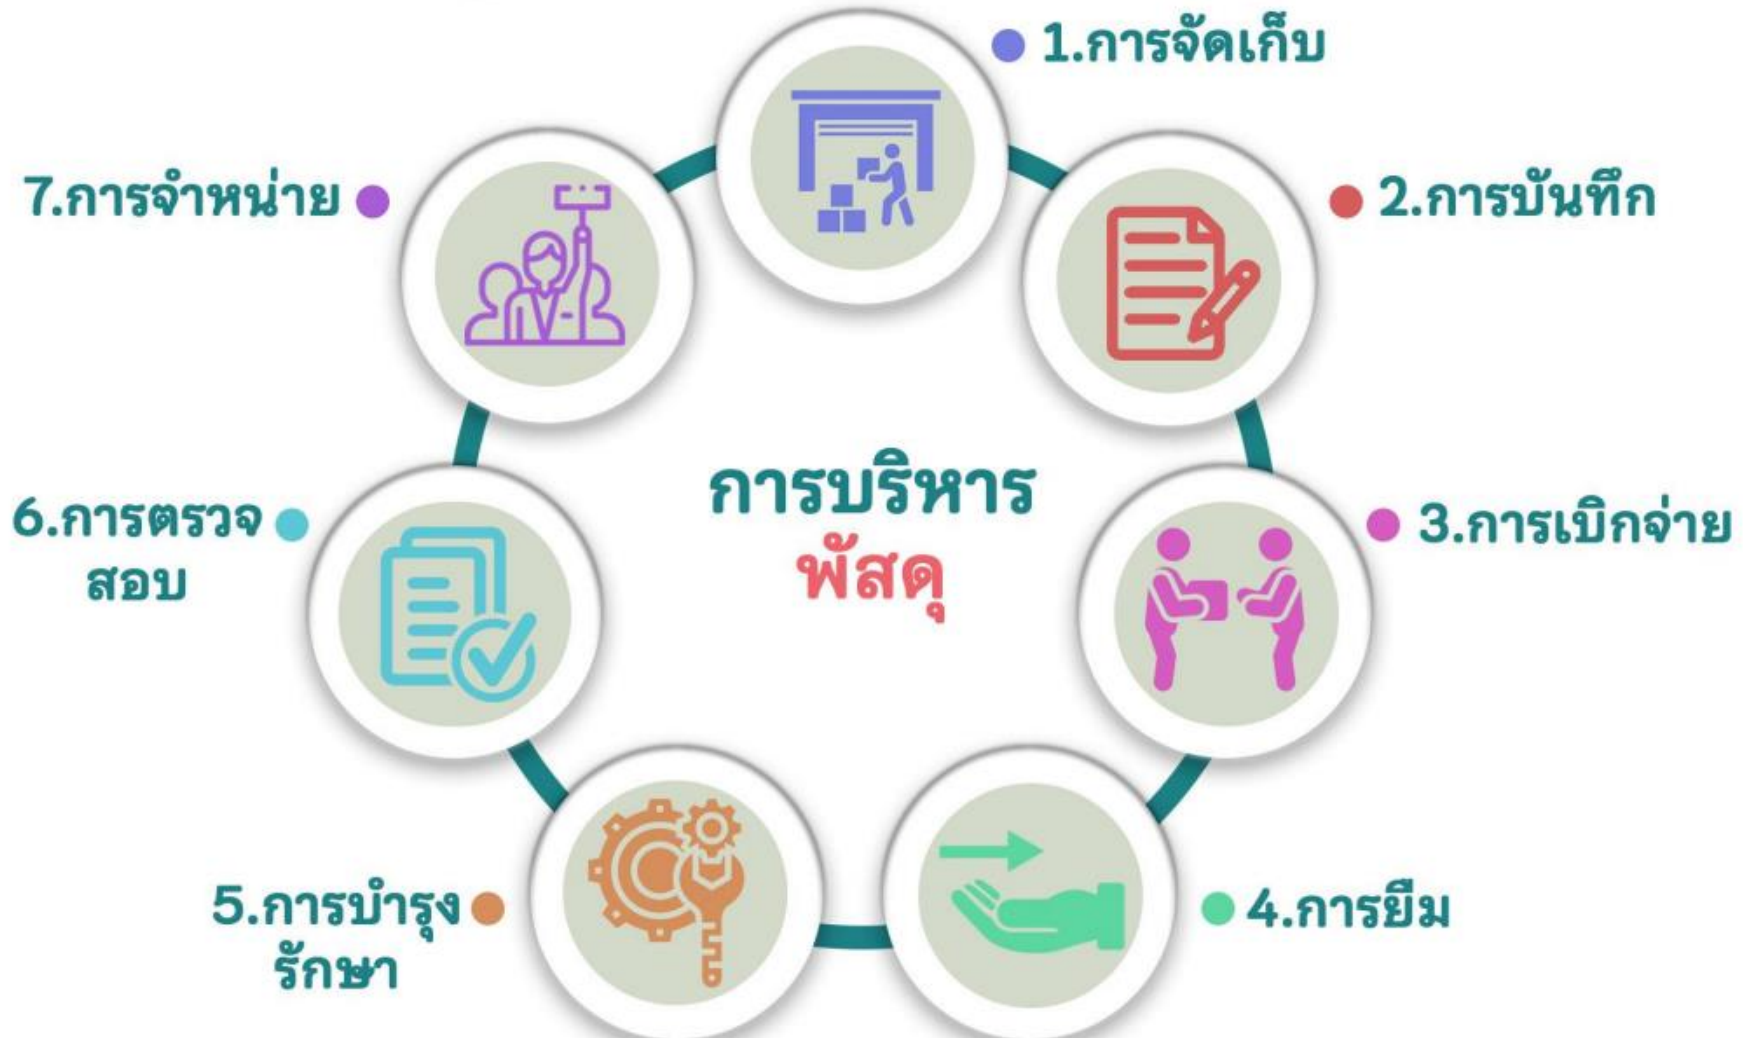 การบริหาร
พัสดุ
1.การจัดเก็บ
2.การบันทึก
3.การเบิกจ่าย
4.การยืม
5.การบำรุง
รักษา
6.การตรวจ
สอบ
7.การจำหน่าย